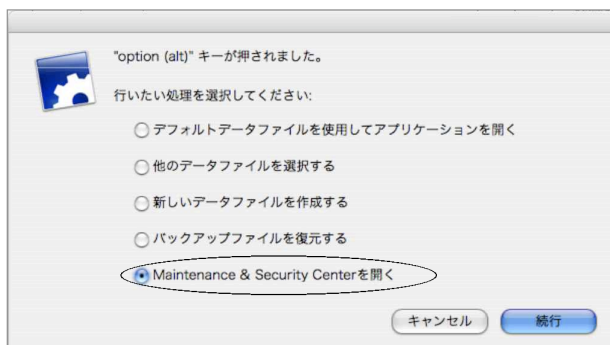 "option (alt)" キーが押されました。
行いたい処理を選択してください:
デフォルトデータファイルを使用してアプリケーションを開く
他のデータファイルを選択する
新しいデータファイルを作成する
バックアップファイルを復元する
Maintenance & Security Centerを開く
キャンセル 続行